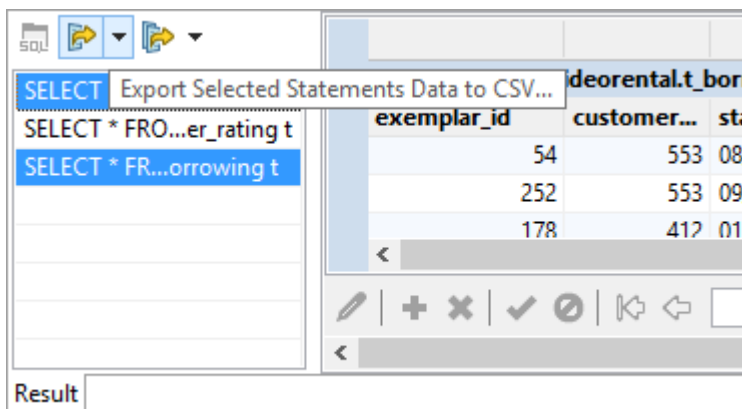 SQL
SELECT
Export Selected Statements Data to CSV...
ideorental.t_bor
SELECT * FRO...er_rating t
exemplar_id customer... sta
SELECT * FR...orrowing t
54 553 08
252 553 09
178 412 01
Result